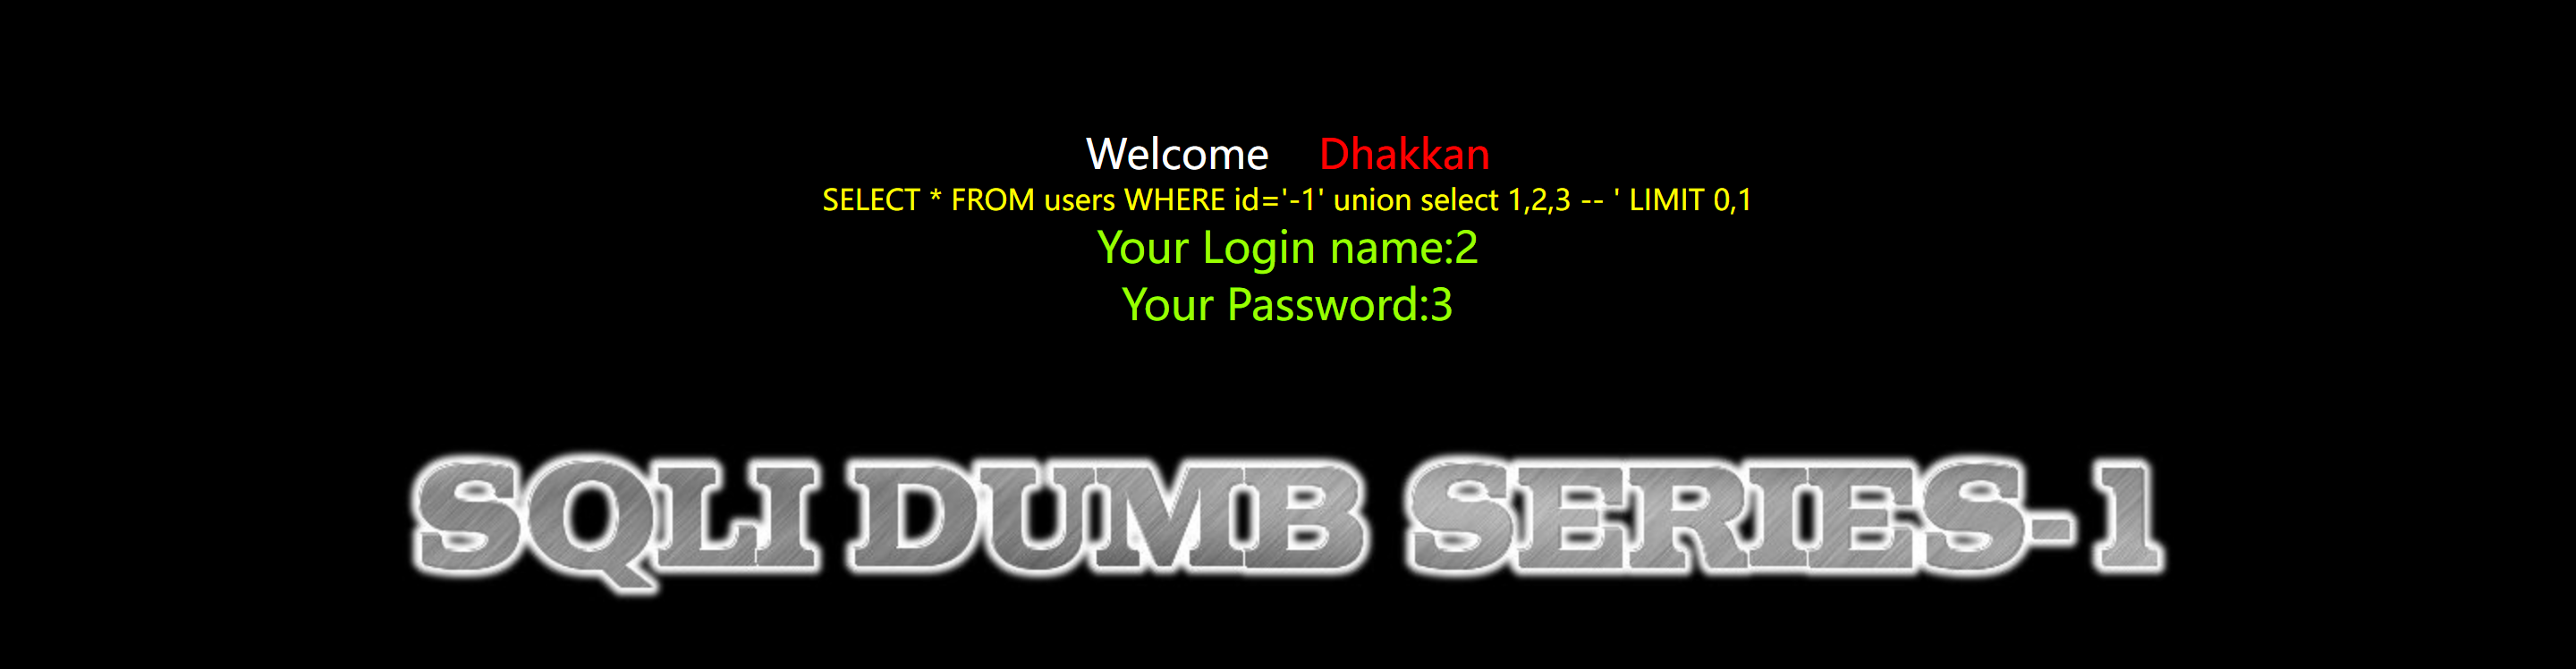 Welcome    Dhakkan
SELECT * FROM users WHERE id='-1' union select 1,2,3 -- ' LIMIT 0,1
Your Login name:2
Your Password:3
SQLI DUMB SERIES-1